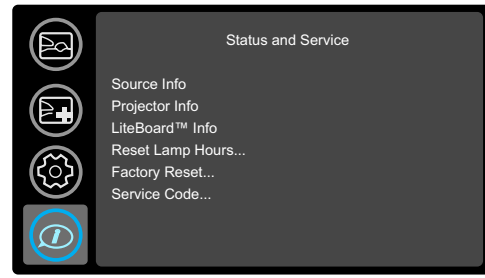 Status and Service
Source Info
Projector Info
LiteBoard™ Info
Reset Lamp Hours...
Factory Reset...
Service Code...